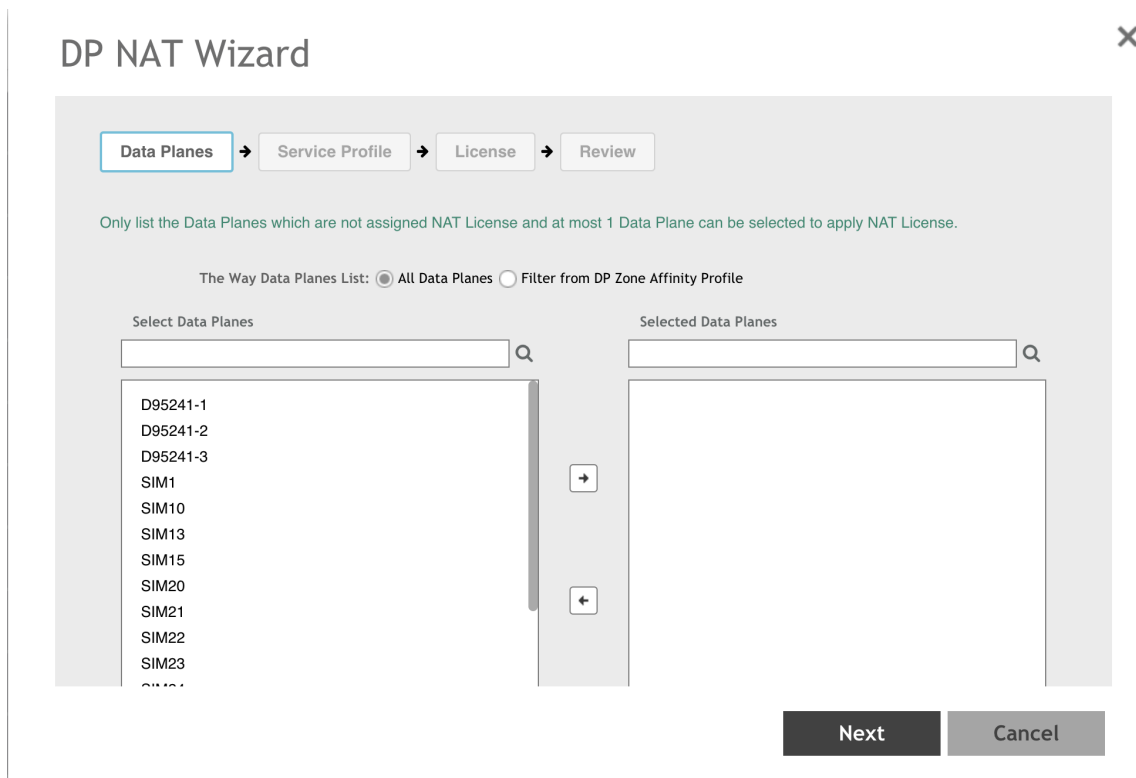 DP NAT Wizard
Data Planes Service Profile License Review
Only list the Data Planes which are not assigned NAT License and at most 1 Data Plane can be selected to apply NAT License.
The Way Data Planes List: All Data Planes Filter from DP Zone Affinity Profile
Select Data Planes
Selected Data Planes
D95241-1
D95241-2
D95241-3
SIM1
SIM10
SIM13
SIM15
SIM20
SIM21
SIM22
SIM23
Next Cancel